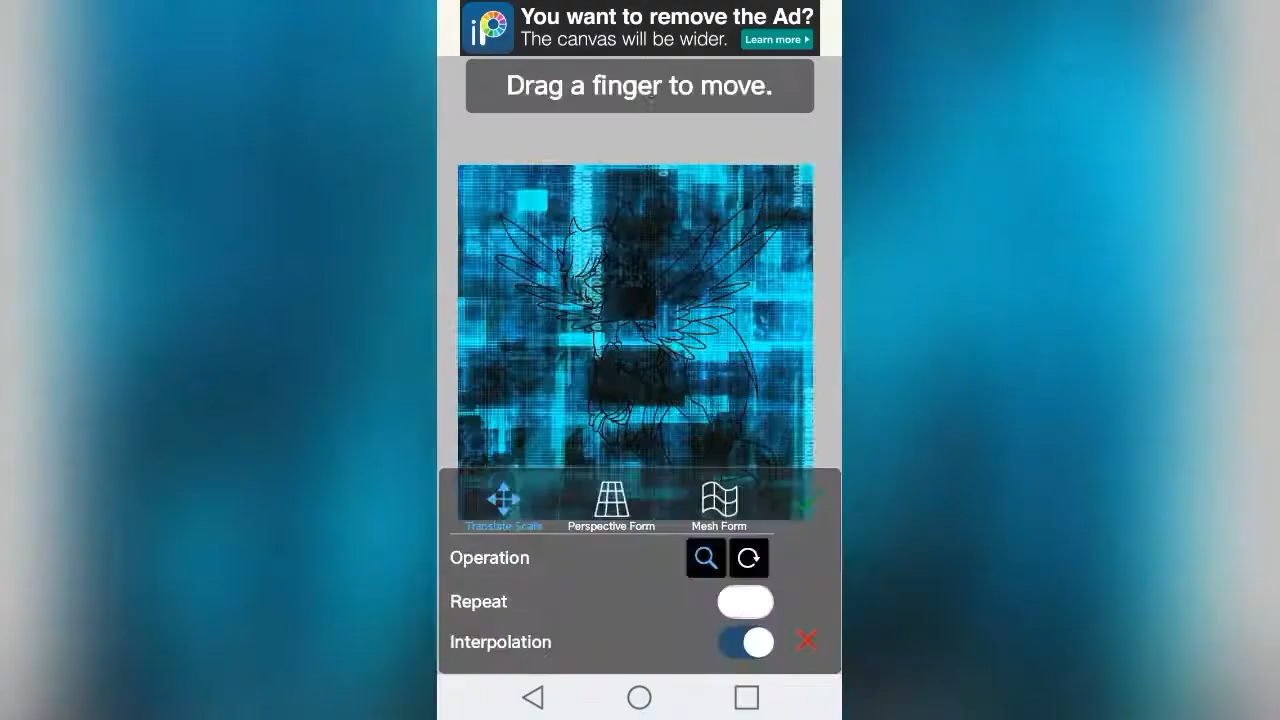 iP
You want to remove the Ad?
The canvas will be wider.
Learn more
Drag a finger to move.
Translate Scale
Perspective Form
Mesh Form
Operation
Repeat
Interpolation